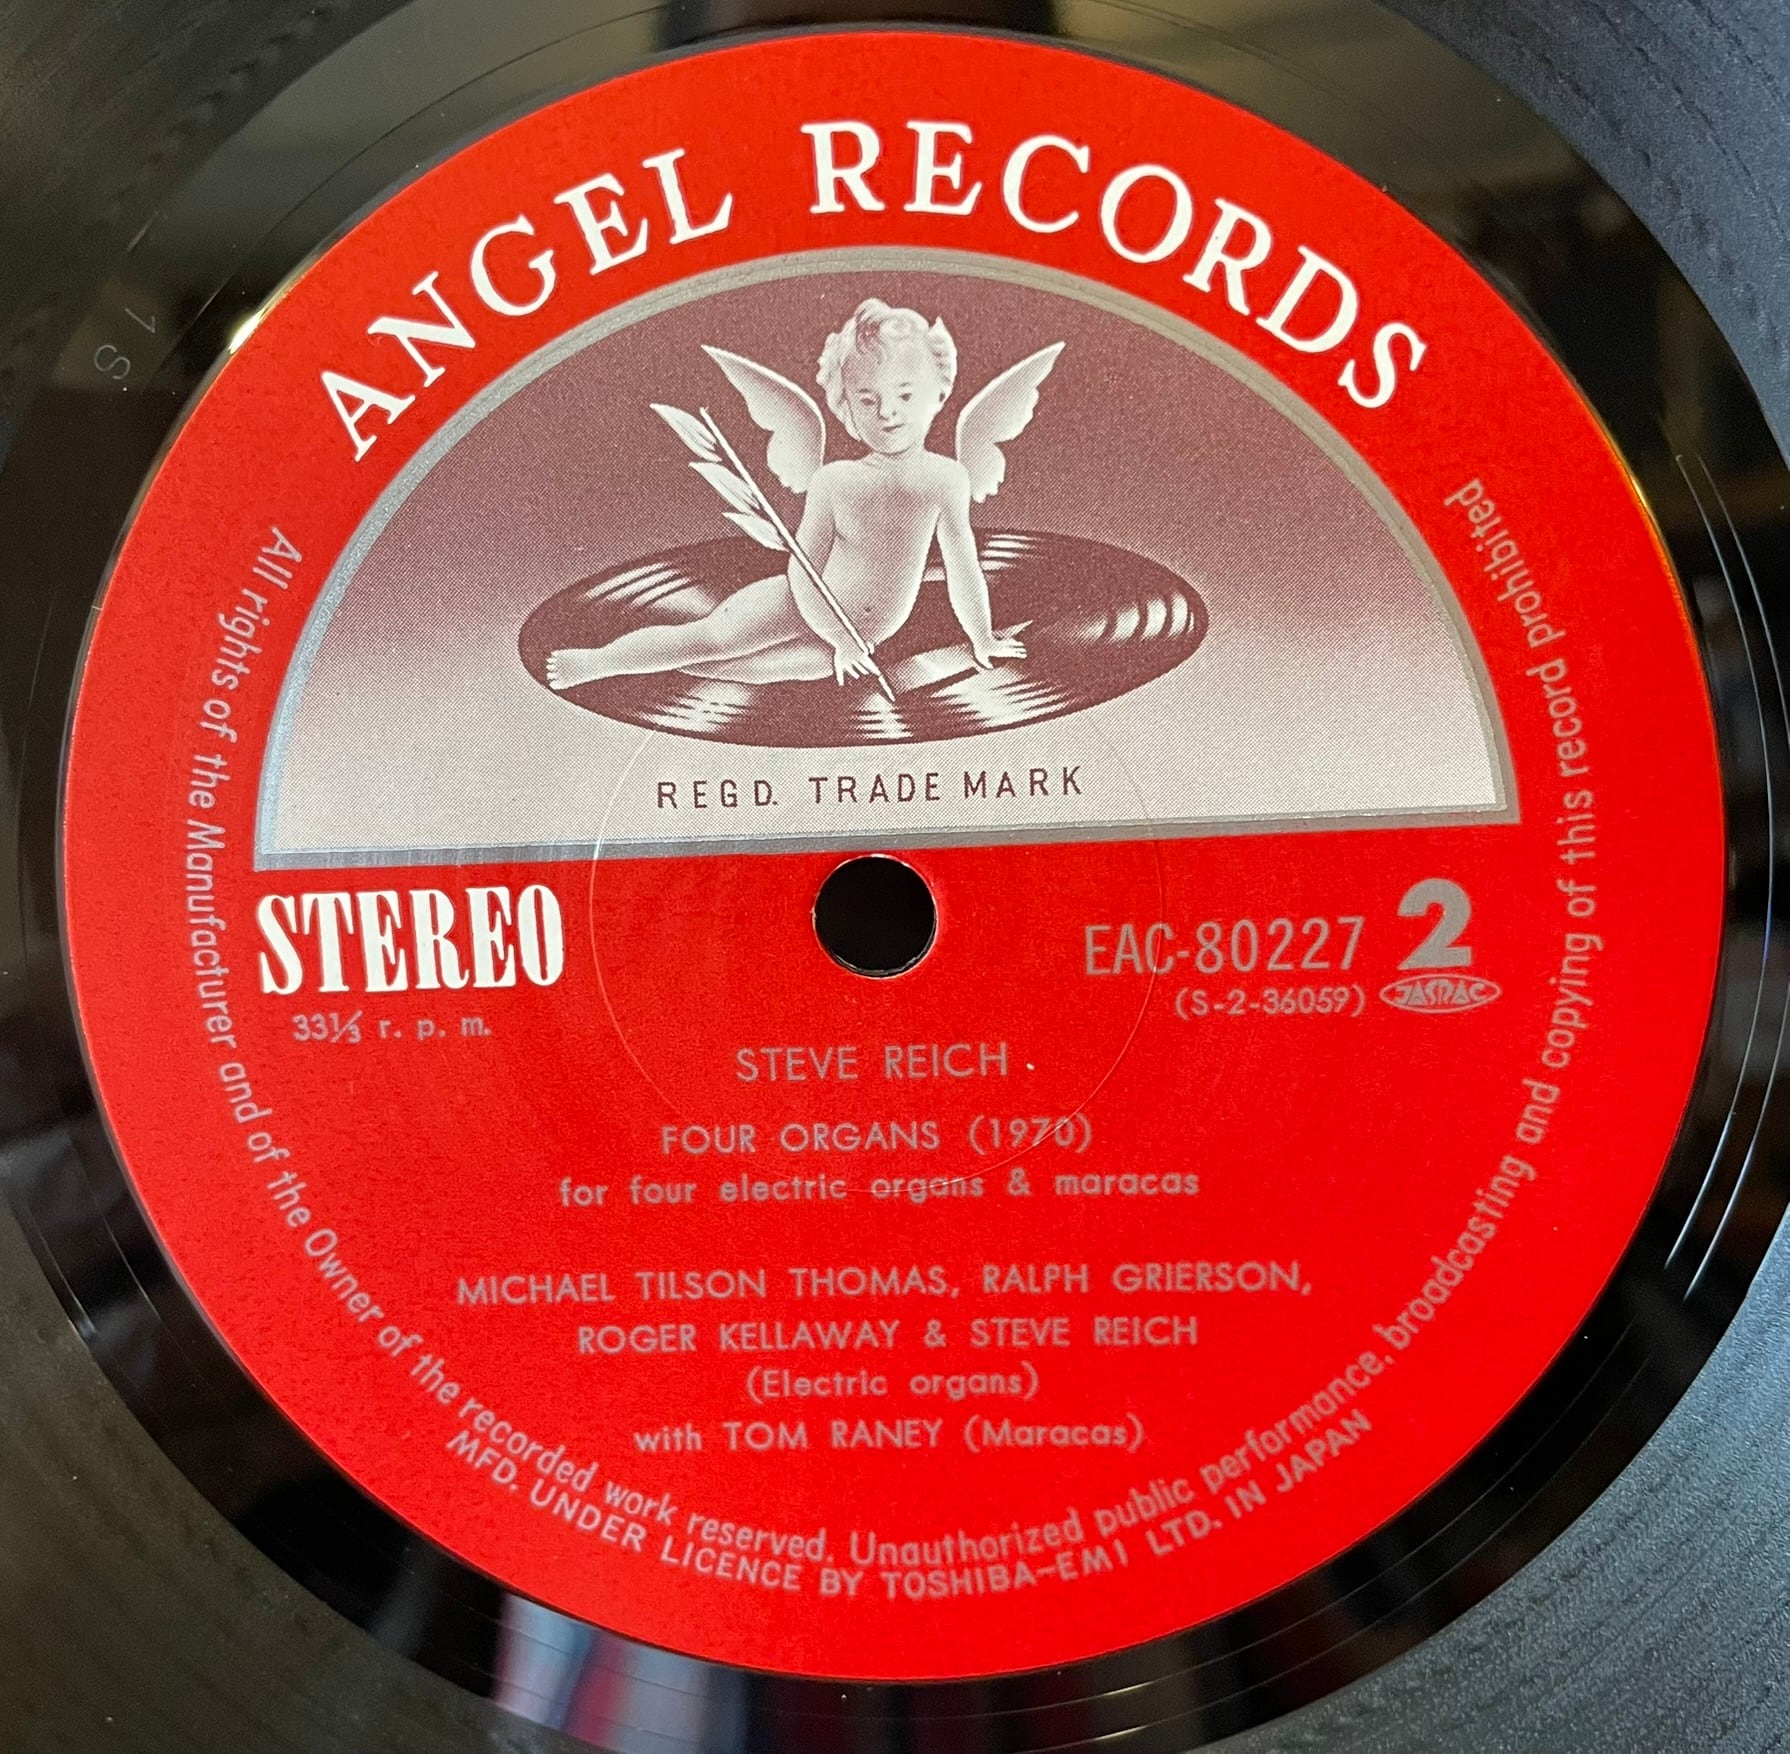 ANGEL RECORDS
REGD. TRADE MARK
STEREO
33⅓ r. p. m.
EAC-80227 2
(S-2-36059) JASRAC
STEVE REICH
FOUR ORGANS (1970)
for four electric organs & maracas
MICHAEL TILSON THOMAS, RALPH GRIERSON,
ROGER KELLAWAY & STEVE REICH
(Electric organs)
with TOM RANEY (Maracas)
All rights of the Manufacturer and of the Owner of the recorded work reserved. Unauthorized public performance, broadcasting and copying of this record prohibited
MFD. UNDER LICENCE BY TOSHIBA-EMI LTD. IN JAPAN